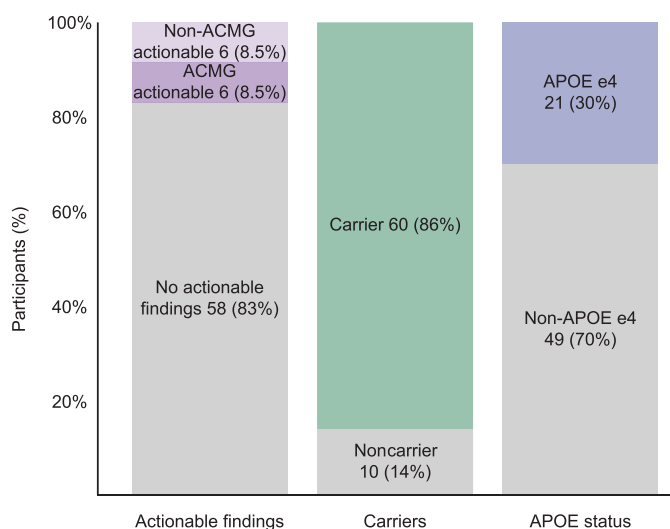 100%
80%
60%
40%
20%
Participants (%)
Non-ACMG
actionable 6 (8.5%)
ACMG
actionable 6 (8.5%)
No actionable
findings 58 (83%)
Carrier 60 (86%)
Noncarrier
10 (14%)
APOE e4
21 (30%)
Non-APOE e4
49 (70%)
Actionable findings
Carriers
APOE status